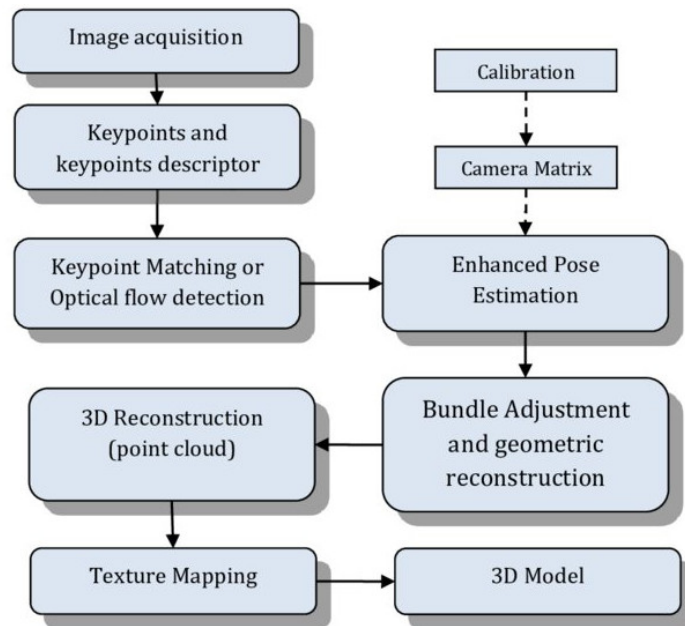 Image acquisition
Calibration
Keypoints and
keypoints descriptor
Camera Matrix
Keypoint Matching or
Optical flow detection
Enhanced Pose
Estimation
3D Reconstruction
(point cloud)
Bundle Adjustment
and geometric
reconstruction
Texture Mapping
3D Model